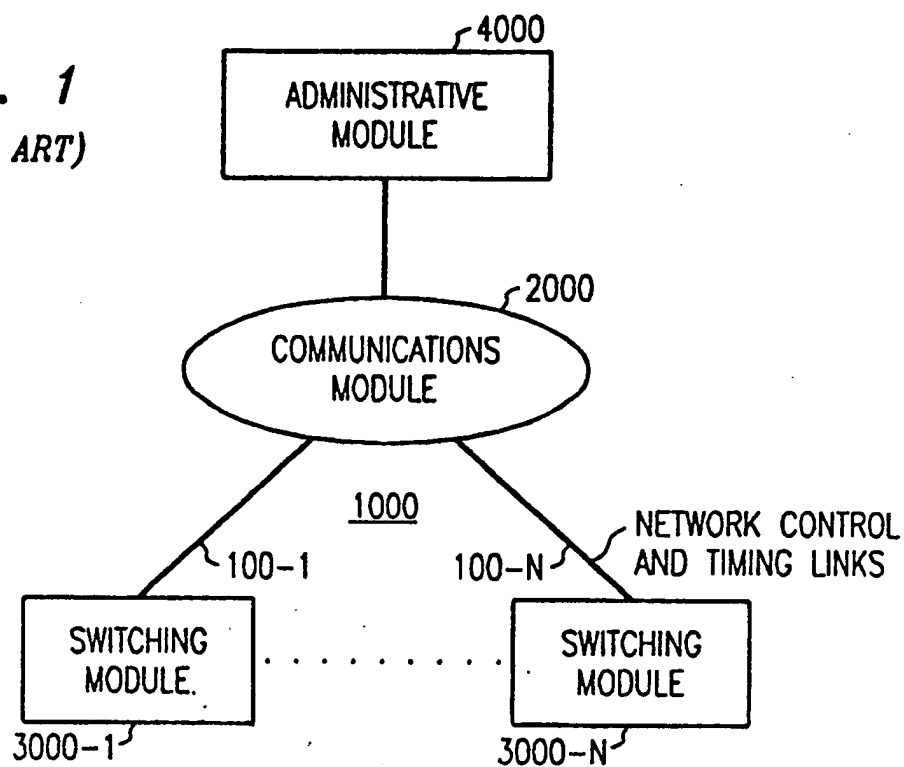 . 1
ART)
4000
ADMINISTRATIVE
MODULE
2000
COMMUNICATIONS
MODULE
1000
100-1
100-N
NETWORK CONTROL
AND TIMING LINKS
SWITCHING
MODULE.
SWITCHING
MODULE
3000-1
3000-N